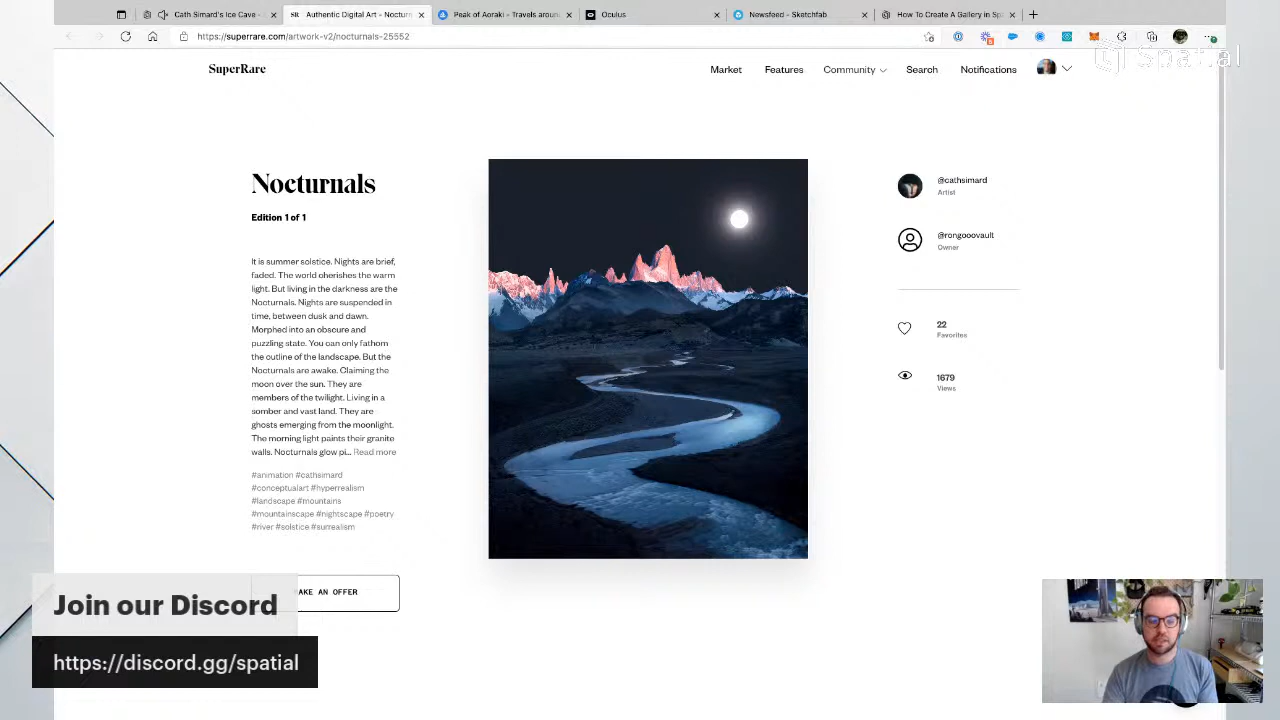 Cath Simard's Rare
Peak of Araki - Travels around
Oculus
Newsfeed - Sketchfab
How To Create A Gallery in Spat
https://superrare.com/artwork-v2/nocturnals-25552
Spatial
SuperRare
Market
Features
Community
Search
Notifications
Nocturnals
Edition 1 of 1
It is summer solstice. Nights are brief,
faded. The world cherishes the warm
light. But living in the darkness are the
Nocturnals. Nights are suspended in
time, between dusk and dawn.
Morphed into an obscure and
puzzling state. You can only fathom
the outline of the landscape. But the
Nocturnals are awake. Claiming the
moon over the sun. They are
members of the twilight. Living in a
somber and vast land. They are
ghosts emerging from the moonlight.
The morning light paints their granite
walls. Nocturnals glow pi... Read more
#animation #cathsimard
#conceptualart #hyperrealism
#landscape #mountains
#mountainscape #nightscape #poetry
#river #solstice #surrealism
AKE AN OFFER
@cathsimard
Artist
@rongooovault
Owner
22
Favorites
1679
Views
Join our Discord
https://discord.gg/spatial